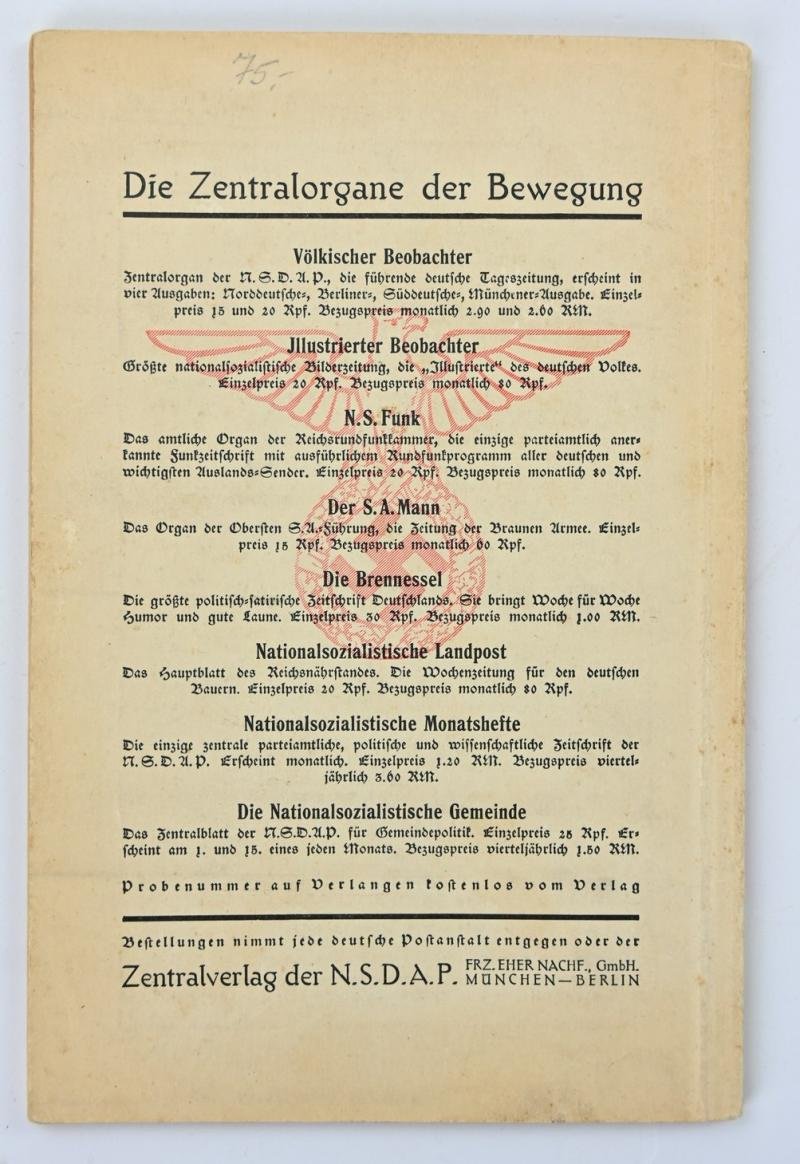 75,-
Die Zentralorgane der Bewegung
Völkischer Beobachter
Zentralorgan der N.S.D.A.P., die führende deutsche Tageszeitung, erscheint in
vier Ausgaben: Norddeutsche-, Berliner-, Süddeutsche-, Münchener-Ausgabe. Einzel-
preis 15 und 20 Rpf. Bezugspreis monatlich 2.90 und 2.60 RM.
Jllustrierter Beobachter
Größte nationalsozialistische Bilderzeitung, die „Jllustrierte“ des deutschen Volkes.
Einzelpreis 20 Rpf. Bezugspreis monatlich 80 Rpf.
N.S. Funk
Das amtliche Organ der Reichsrundfunkkammer, die einzige parteiamtlich aner-
kannte Funkzeitschrift mit ausführlichem Rundfunkprogramm aller deutschen und
wichtigsten Auslands-Sender. Einzelpreis 20 Rpf. Bezugspreis monatlich 80 Rpf.
Der S.A. Mann
Das Organ der Obersten S.A.-Führung, die Zeitung der Braunen Armee. Einzel-
preis 15 Rpf. Bezugspreis monatlich 60 Rpf.
Die Brennessel
Die größte politisch-satirische Zeitschrift Deutschlands. Sie bringt Woche für Woche
Humor und gute Laune. Einzelpreis 30 Rpf. Bezugspreis monatlich 1.00 RM.
Nationalsozialistische Landpost
Das Hauptblatt des Reichsnährstandes. Die Wochenzeitung für den deutschen
Bauern. Einzelpreis 20 Rpf. Bezugspreis monatlich 80 Rpf.
Nationalsozialistische Monatshefte
Die einzige zentrale parteiamtliche, politische und wissenschaftliche Zeitschrift der
N.S.D.A.P. Erscheint monatlich. Einzelpreis 1.20 RM. Bezugspreis viertel-
jährlich 3.60 RM.
Die Nationalsozialistische Gemeinde
Das Zentralblatt der N.S.D.A.P. für Gemeindepolitik. Einzelpreis 25 Rpf. Er-
scheint am 1. und 15. eines jeden Monats. Bezugspreis vierteljährlich 1.50 RM.
Probenummer auf Verlangen kostenlos vom Verlag
Bestellungen nimmt jede deutsche Postanstalt entgegen oder der
Zentralverlag der N.S.D.A.P. FRZ. EHER NACHF., GmbH.
MÜNCHEN—BERLIN